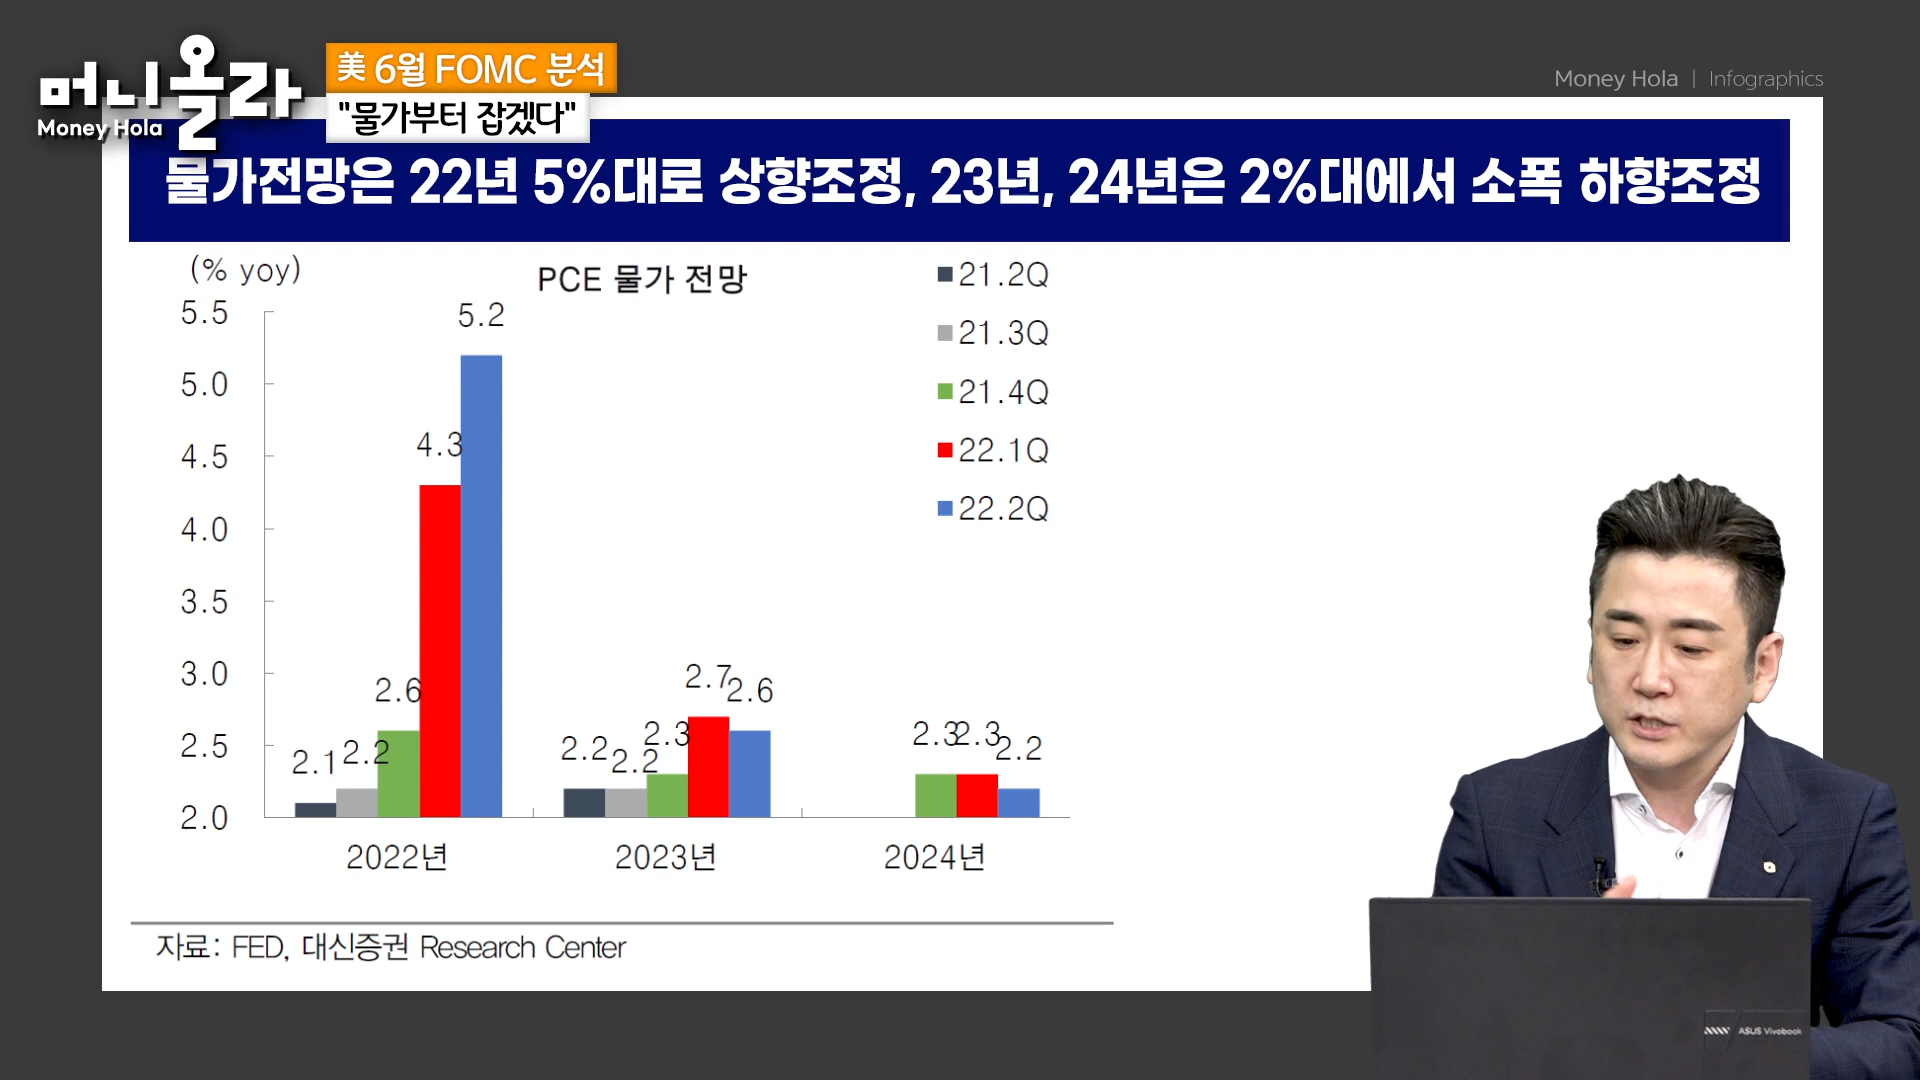 머니올라
Money Hola
美 6월 FOMC 분석
"물가부터 잡겠다"
Money Hola | Infographics
물가전망은 22년 5%대로 상향조정, 23년, 24년은 2%대에서 소폭 하향조정
(% yoy)
PCE 물가 전망
21.2Q
21.3Q
21.4Q
22.1Q
22.2Q
5.5
5.0
4.5
4.0
3.5
3.0
2.5
2.0
2.1
2.2
2.6
4.3
5.2
2.2
2.2
2.3
2.7
2.6
2.3
2.3
2.2
2022년
2023년
2024년
자료: FED, 대신증권 Research Center
ASUS Vivobook